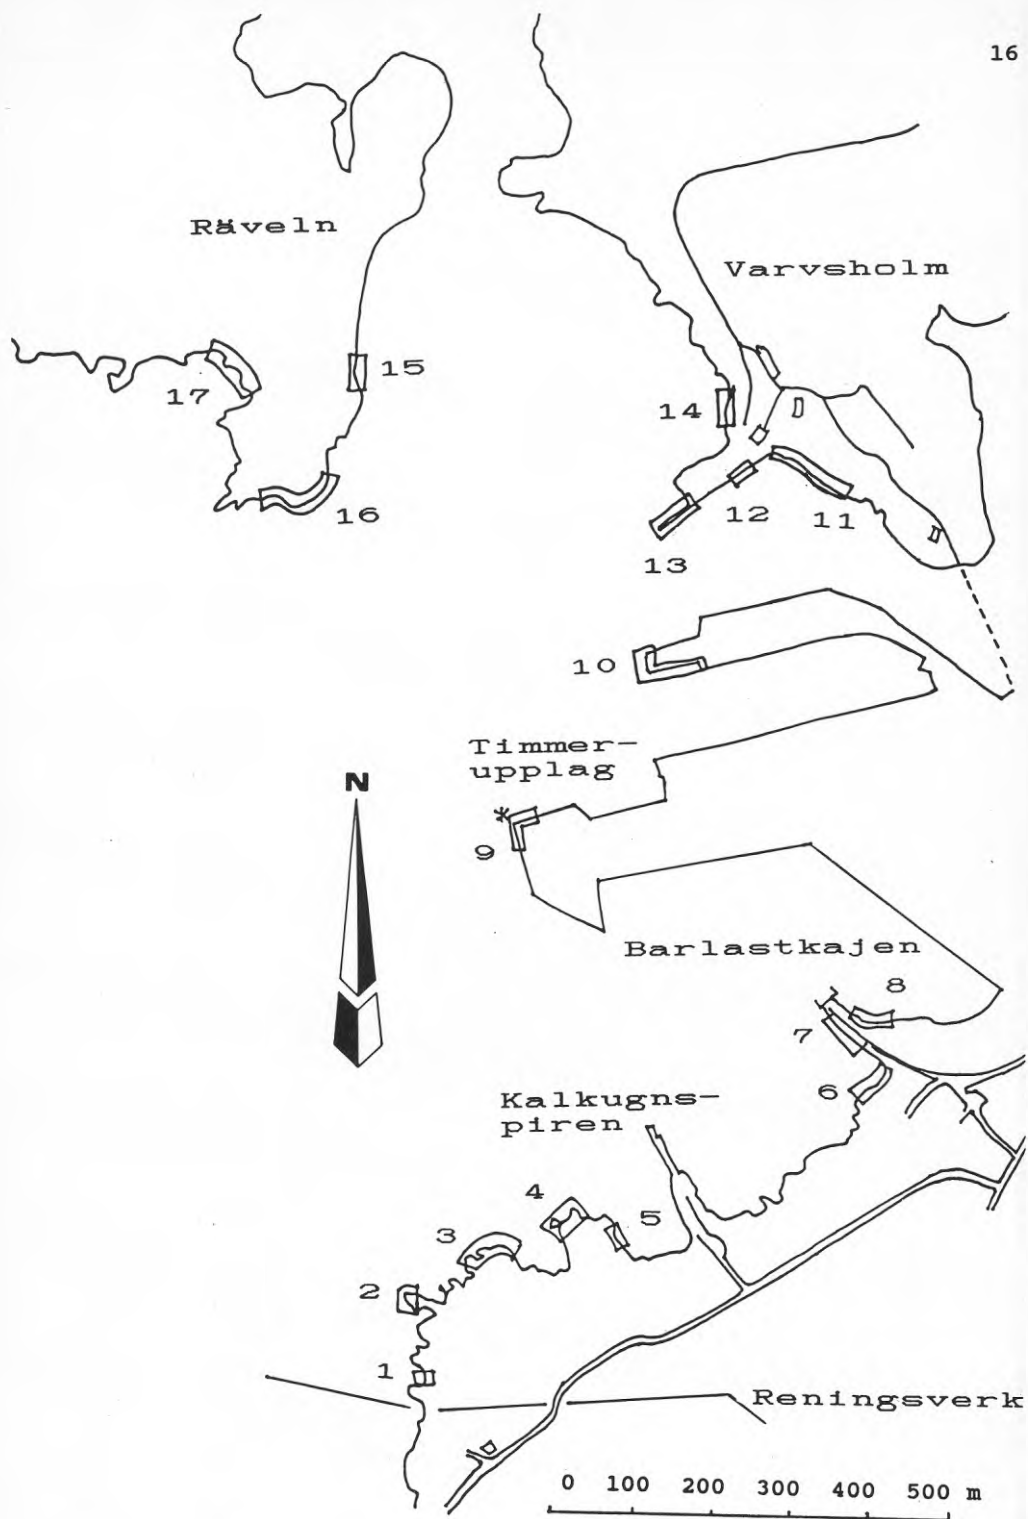 16
Räveln
Varvsholm
15
17
14
16
12
11
13
10
Timmer-
upplag
N
*
9
Barlastkajen
8
7
6
Kalkugns-
piren
4
5
3
2
1
Reningsverk
0 100 200 300 400 500 m